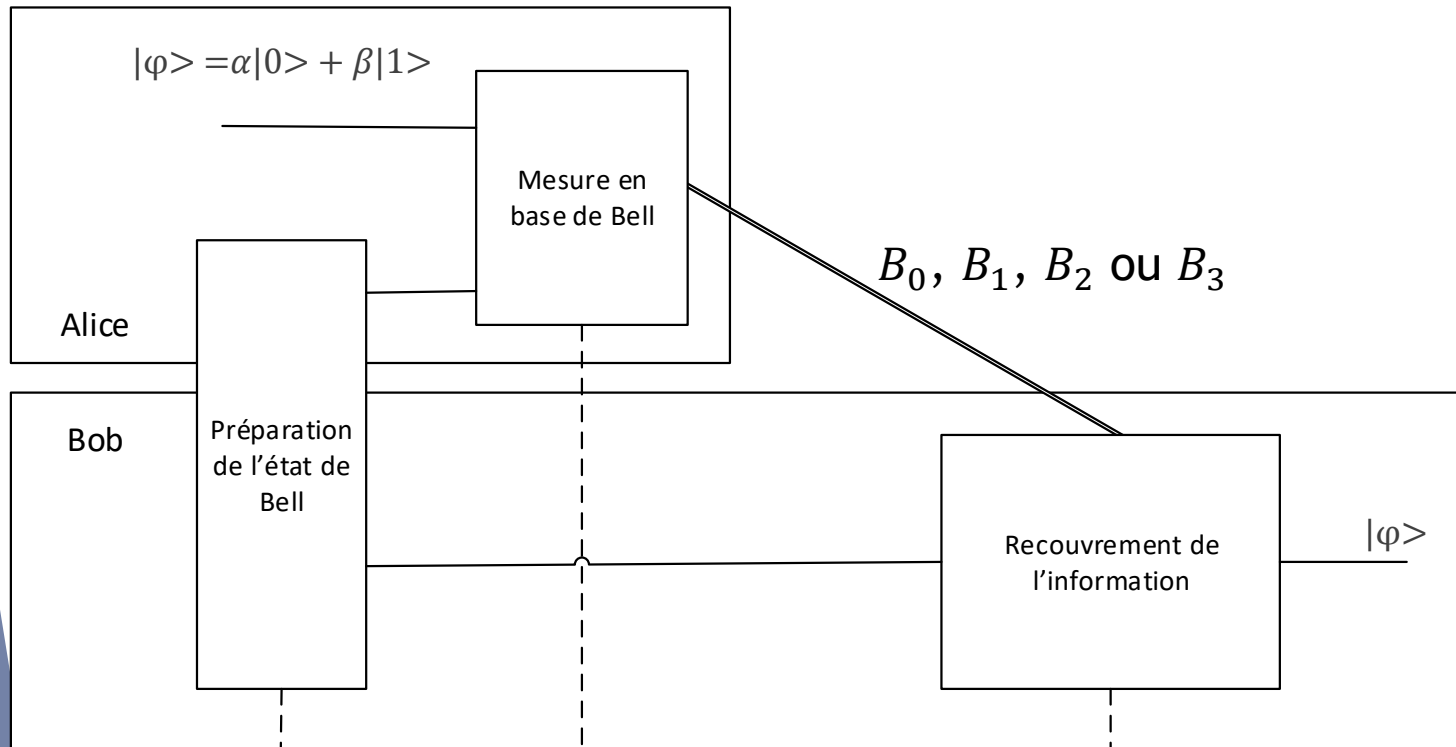 |φ> =α|0> + β|1>
Mesure en
base de Bell
B₀, B₁, B₂ ou B₃
Alice
Bob
Préparation
de l’état de
Bell
Recouvrement de
l’information
|φ>